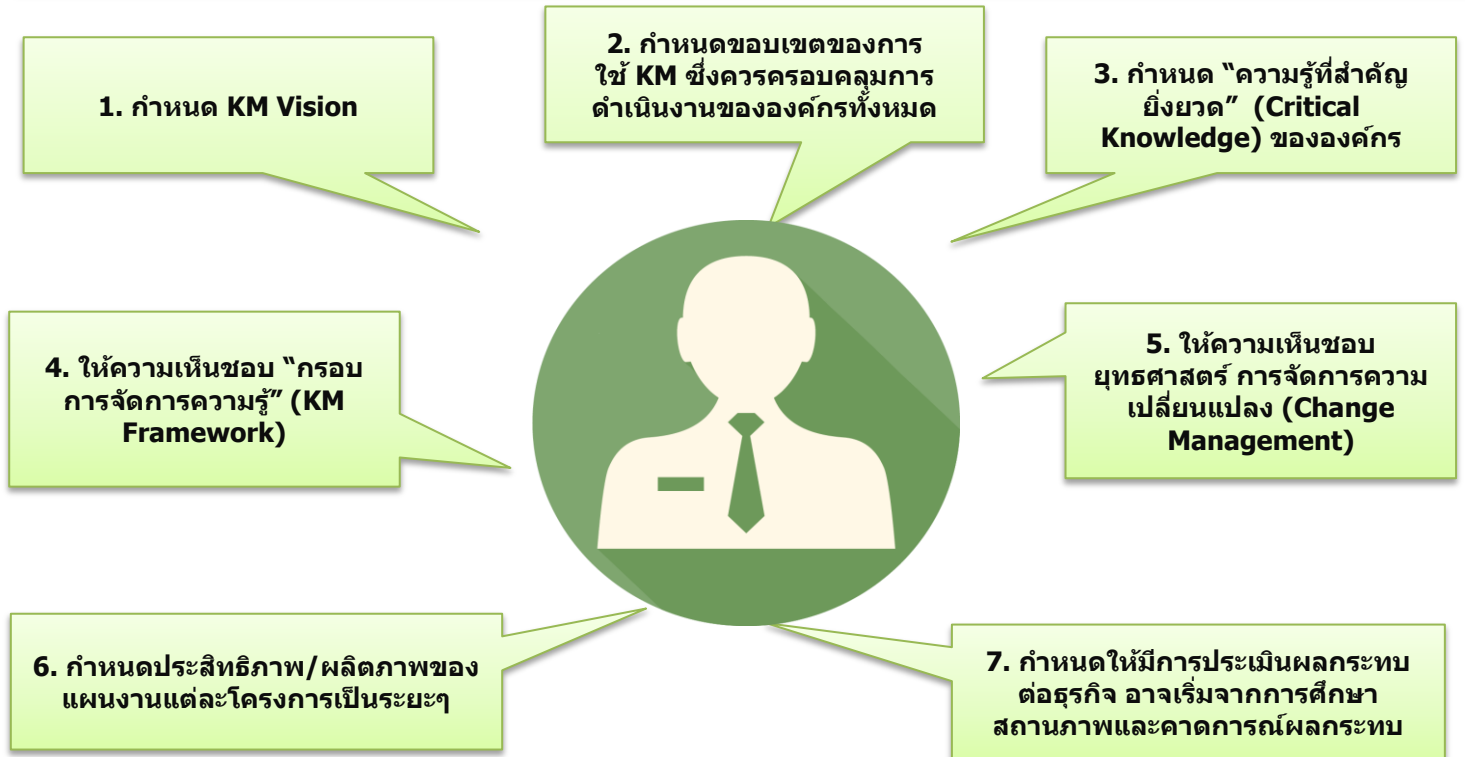 1. กำหนด KM Vision
2. กำหนดขอบเขตของการ
ใช้ KM ซึ่งควรครอบคลุมการ
ดำเนินงานขององค์กรทั้งหมด
3. กำหนด “ความรู้ที่สำคัญ
ยิ่งยวด” (Critical
Knowledge) ขององค์กร
4. ให้ความเห็นชอบ “กรอบ
การจัดการความรู้” (KM
Framework)
5. ให้ความเห็นชอบ
ยุทธศาสตร์ การจัดการความ
เปลี่ยนแปลง (Change
Management)
6. กำหนดประสิทธิภาพ/ผลิตภาพของ
แผนงานแต่ละโครงการเป็นระยะๆ
7. กำหนดให้มีการประเมินผลกระทบ
ต่อธุรกิจ อาจเริ่มจากการศึกษา
สถานภาพและคาดการณ์ผลกระทบ